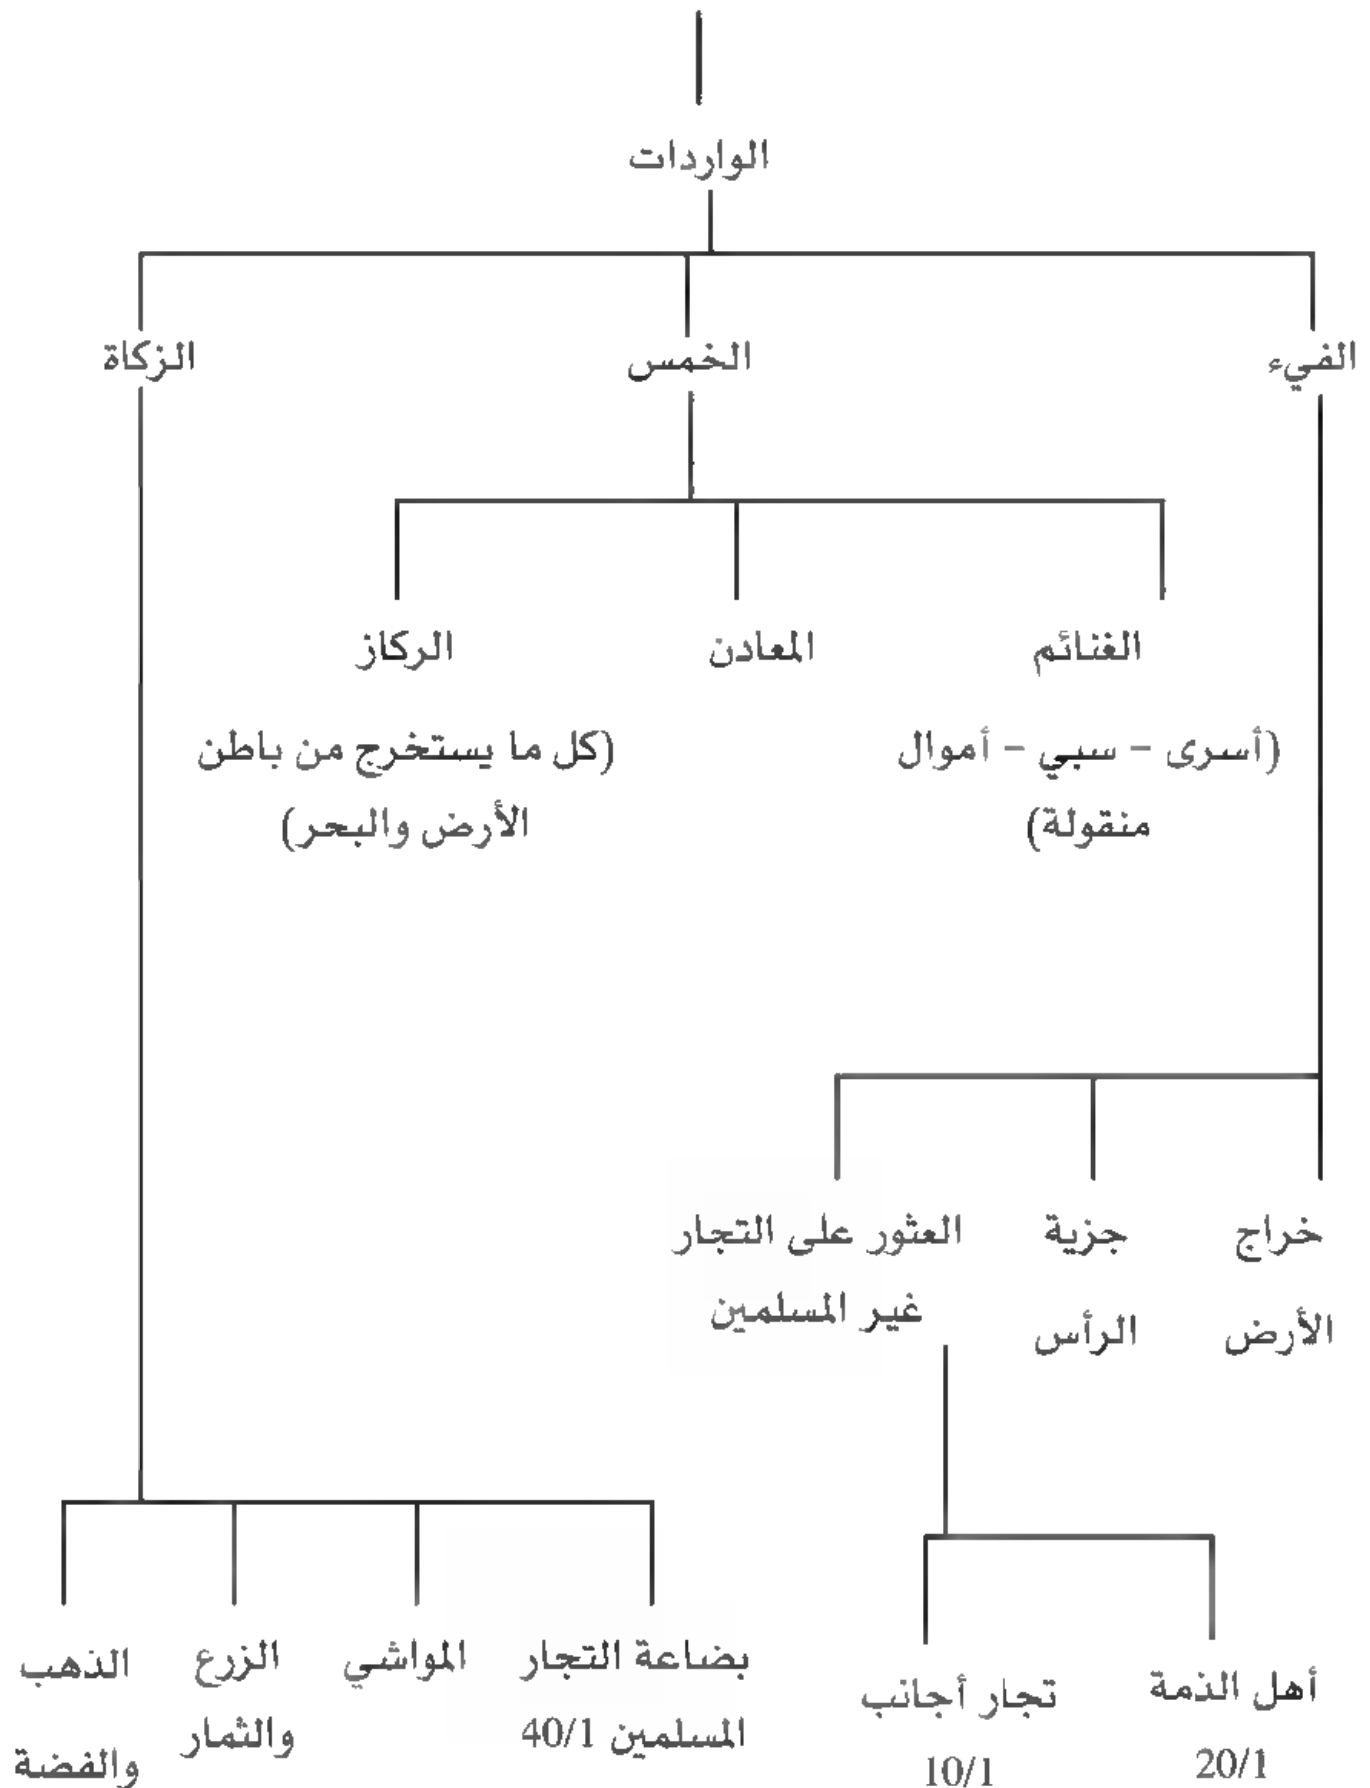 الواردات
الفيء
الخمس
الزكاة
الغنائم
المعادن
الركاز
(أسرى - سبي - أموال
منقولة)
(كل ما يستخرج من باطن
الأرض والبحر)
خراج
الأرض
جزية
الرأس
العثور على التجار
غير المسلمين
أهل الذمة
20/1
تجار أجانب
10/1
بضاعة التجار
المسلمين 40/1
المواشي
الزرع
والثمار
الذهب
والفضة